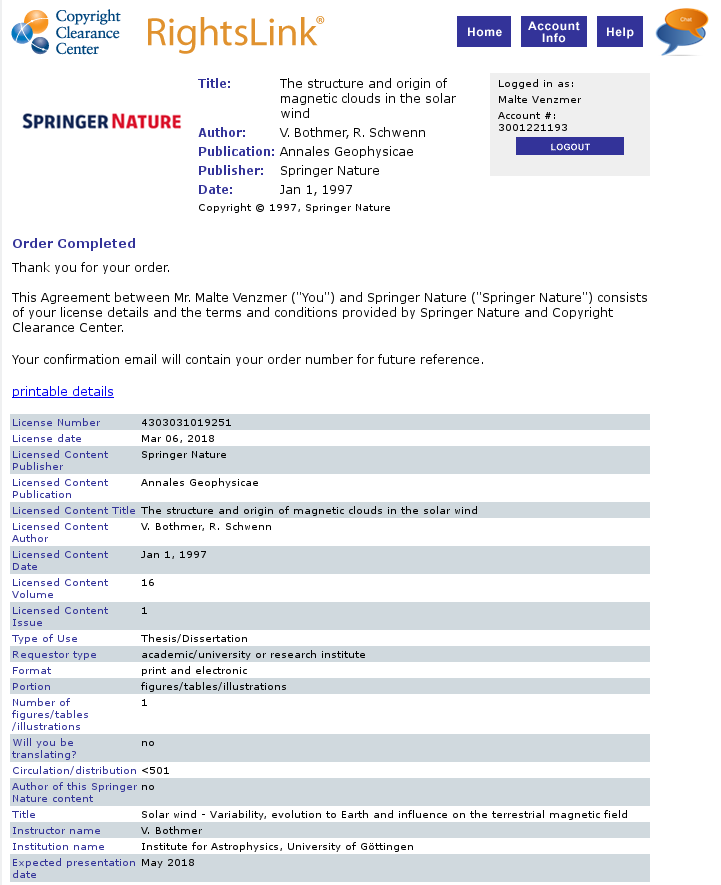 Copyright
Clearance
Center
RightsLink®
Home
Account
Info
Help
Chat
SPRINGER NATURE
Title: The structure and origin of
magnetic clouds in the solar
wind
Author: V. Bothmer, R. Schwenn
Publication: Annales Geophysicae
Publisher: Springer Nature
Date: Jan 1, 1997
Copyright © 1997, Springer Nature
Logged in as:
Malte Venzmer
Account #:
3001221193
LOGOUT
Order Completed
Thank you for your order.
This Agreement between Mr. Malte Venzmer ("You") and Springer Nature ("Springer Nature") consists
of your license details and the terms and conditions provided by Springer Nature and Copyright
Clearance Center.
Your confirmation email will contain your order number for future reference.
printable details
License Number 4303031019251
License date Mar 06, 2018
Licensed Content Springer Nature
Publisher
Licensed Content Annales Geophysicae
Publication
Licensed Content Title The structure and origin of magnetic clouds in the solar wind
Licensed Content V. Bothmer, R. Schwenn
Author
Licensed Content Jan 1, 1997
Date
Licensed Content 16
Volume
Licensed Content 1
Issue
Type of Use Thesis/Dissertation
Requestor type academic/university or research institute
Format print and electronic
Portion figures/tables/illustrations
Number of 1
figures/tables
/illustrations
Will you be no
translating?
Circulation/distribution <501
Author of this Springer no
Nature content
Title Solar wind - Variability, evolution to Earth and influence on the terrestrial magnetic field
Instructor name V. Bothmer
Institution name Institute for Astrophysics, University of Göttingen
Expected presentation May 2018
date